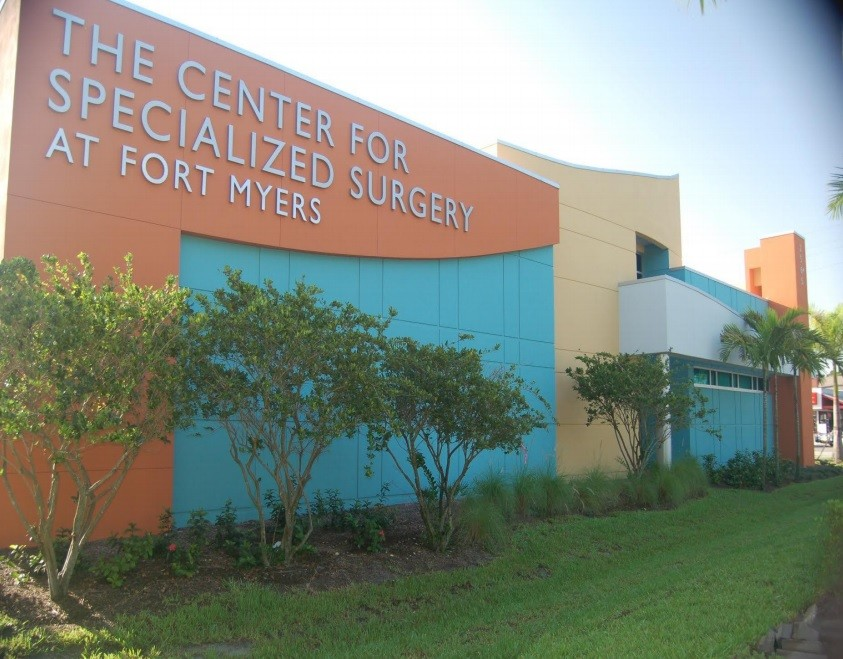 THE CENTER FOR
SPECIALIZED SURGERY
AT FORT MYERS